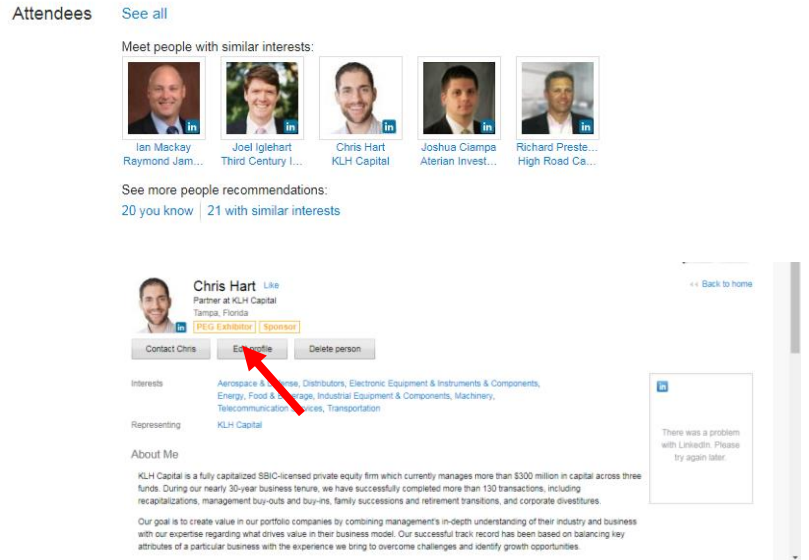 Attendees See all
Meet people with similar interests:
in in in in in
Ian Mackay Joel Iglehart Chris Hart Joshua Ciampa Richard Preste...
Raymond Jam... Third Century I... KLH Capital Aterian Invest... High Road Ca...
See more people recommendations:
20 you know 21 with similar interests
Chris Hart Like
<< Back to home
Partner at KLH Capital
Tampa, Florida
in PEG Exhibitor Sponsor
Contact Chris Edit profile Delete person
Interests Aerospace & Defense, Distributors, Electronic Equipment & Instruments & Components,
Energy, Food & Beverage, Industrial Equipment & Components, Machinery,
Telecommunication Services, Transportation
in
Representing KLH Capital
There was a problem
with LinkedIn. Please
try again later.
About Me
KLH Capital is a fully capitalized SBIC-licensed private equity firm which currently manages more than $300 million in capital across three
funds. During our nearly 30-year business tenure, we have successfully completed more than 130 transactions, including
recapitalizations, management buy-outs and buy-ins, family successions and retirement transitions, and corporate divestitures.
Our goal is to create value in our portfolio companies by combining management's in-depth understanding of their industry and business
with our expertise regarding what drives value in their business model. Our successful track record has been based on balancing key
attributes of a particular business with the experience we bring to overcome challenges and identify growth opportunities.